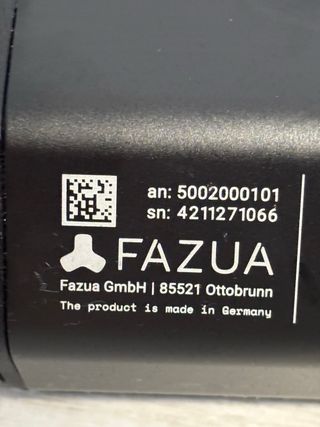 an: 5002000101
sn: 4211271066
FAZUA
Fazua GmbH | 85521 Ottobrunn
The product is made in Germany